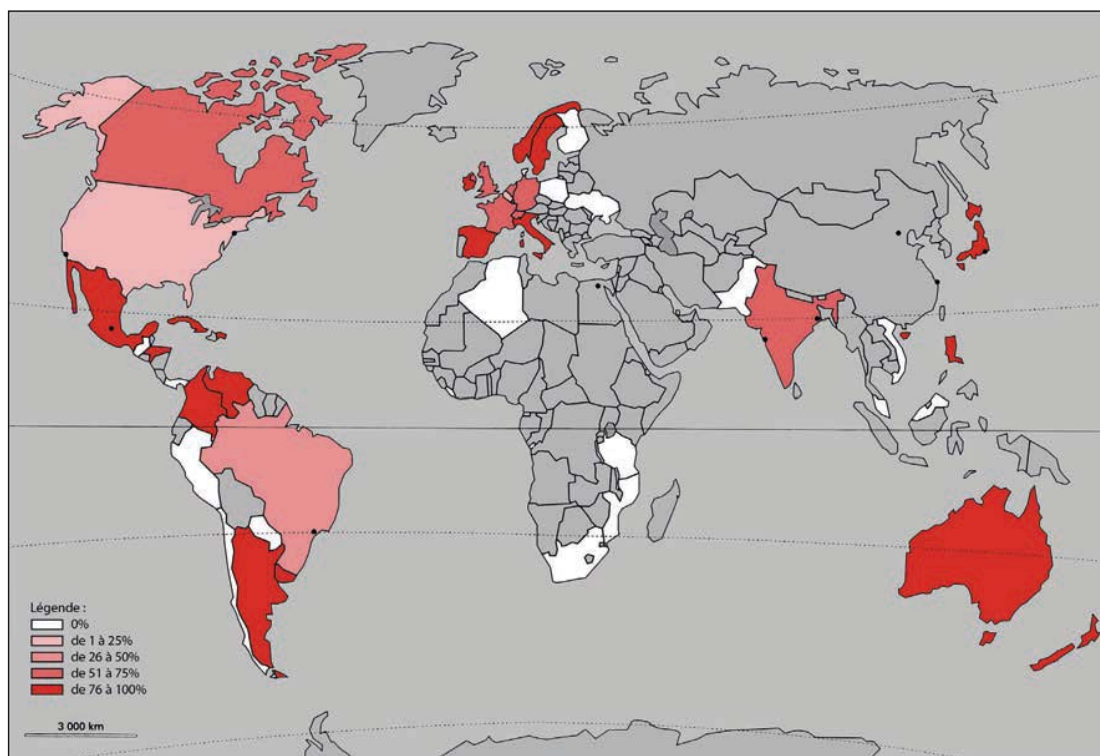 Légende :
0%
de 1 à 25%
de 26 à 50%
de 51 à 75%
de 76 à 100%
3 000 km